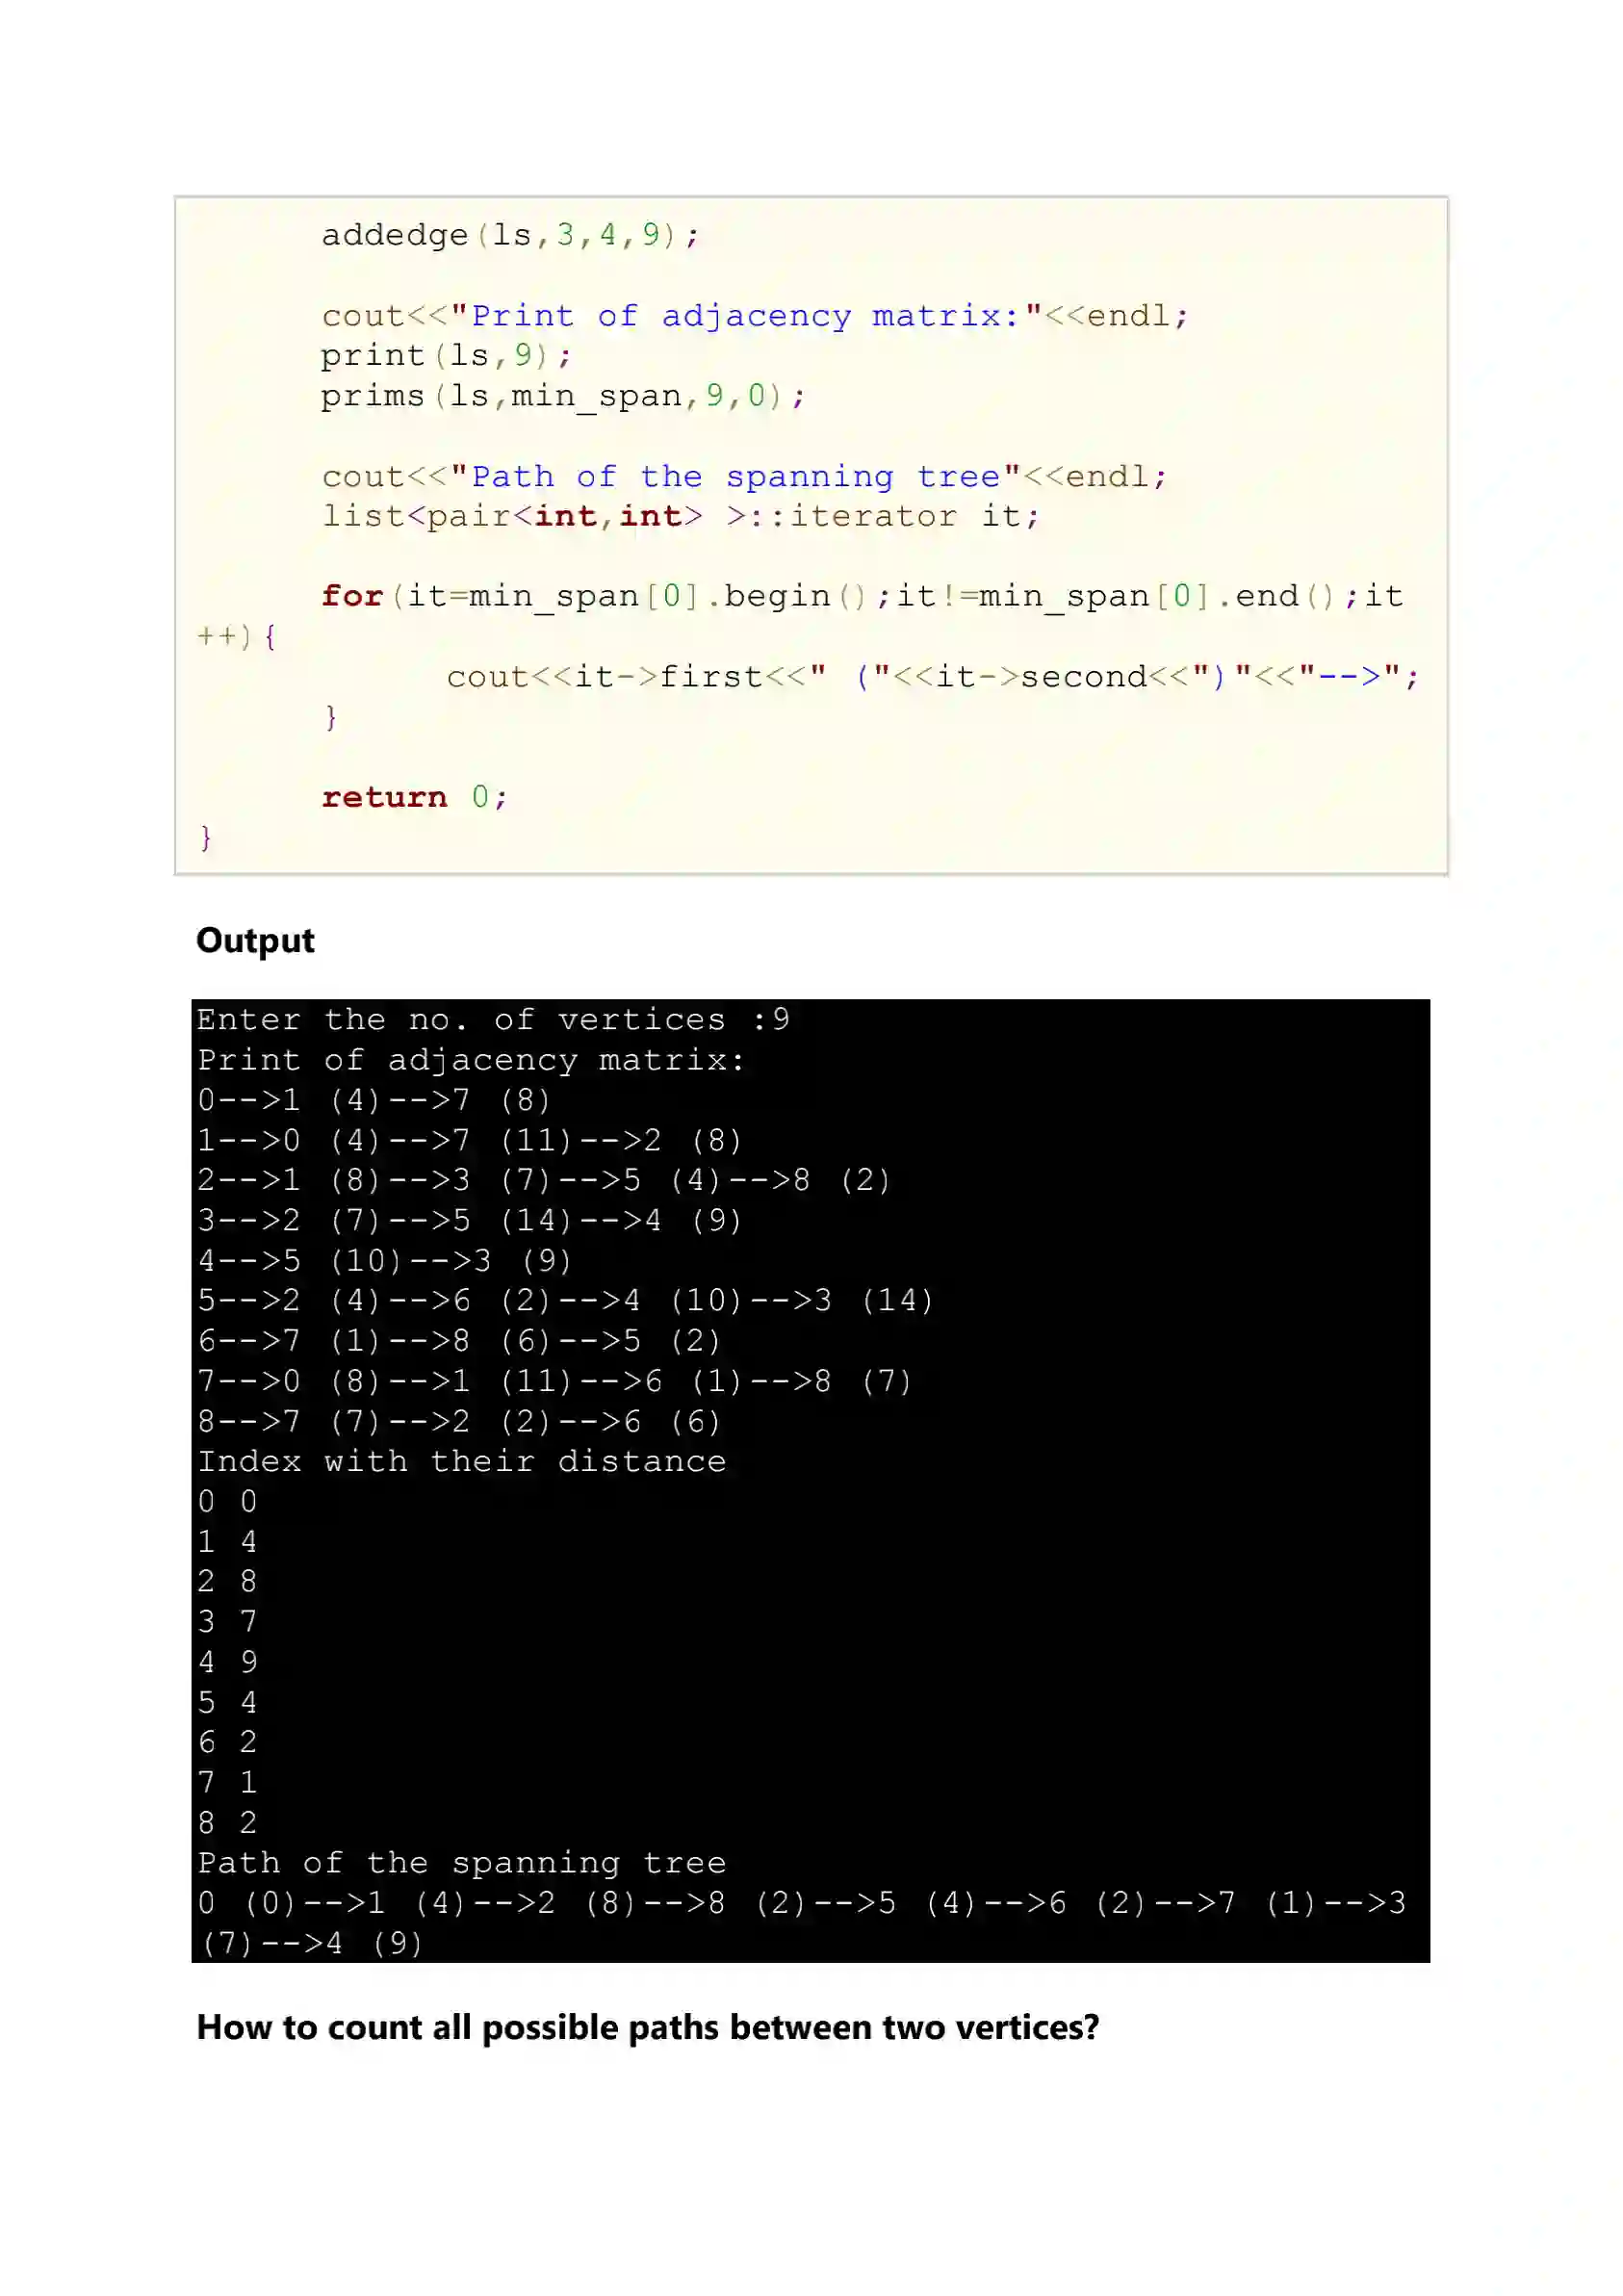 addedge(ls,3,4,9);
cout<<"Print of adjacency matrix:"<<endl;
print(ls,9);
prims(ls,min_span,9,0);
cout<<"Path of the spanning tree"<<endl;
list<pair<int,int> >::iterator it;
for(it=min_span[0].begin();it!=min_span[0].end();it
++){
cout<<it->first<<" ("<<it->second<<")"<<"-->";
}
return 0;
}
Output
Enter the no. of vertices :9
Print of adjacency matrix:
0-->1 (4)-->7 (8)
1-->0 (4)-->7 (11)-->2 (8)
2-->1 (8)-->3 (7)-->5 (4)-->8 (2)
3-->2 (7)-->5 (14)-->4 (9)
4-->5 (10)-->3 (9)
5-->2 (4)-->6 (2)-->4 (10)-->3 (14)
6-->7 (1)-->8 (6)-->5 (2)
7-->0 (8)-->1 (11)-->6 (1)-->8 (7)
8-->7 (7)-->2 (2)-->6 (6)
Index with their distance
0 0
1 4
2 8
3 7
4 9
5 4
6 2
7 1
8 2
Path of the spanning tree
0 (0)-->1 (4)-->2 (8)-->8 (2)-->5 (4)-->6 (2)-->7 (1)-->3
(7)-->4 (9)
How to count all possible paths between two vertices?